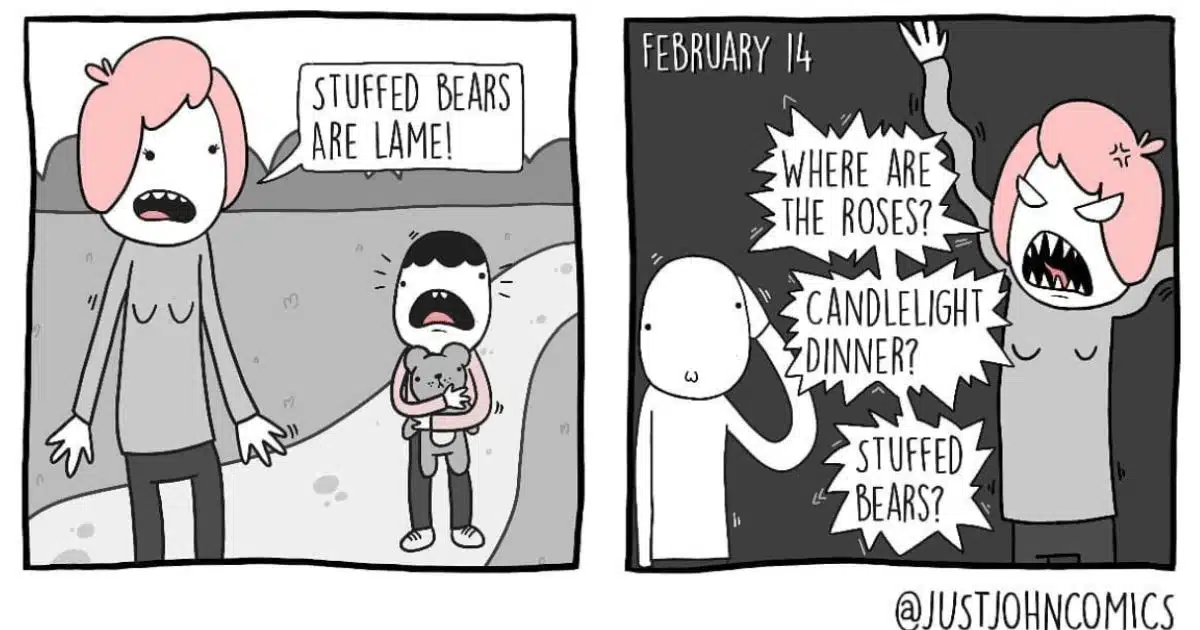 STUFFED BEARS
ARE LAME!
FEBRUARY 14
WHERE ARE
THE ROSES?
CANDLELIGHT
DINNER?
STUFFED
BEARS?
@JUSTJOHNCOMICS